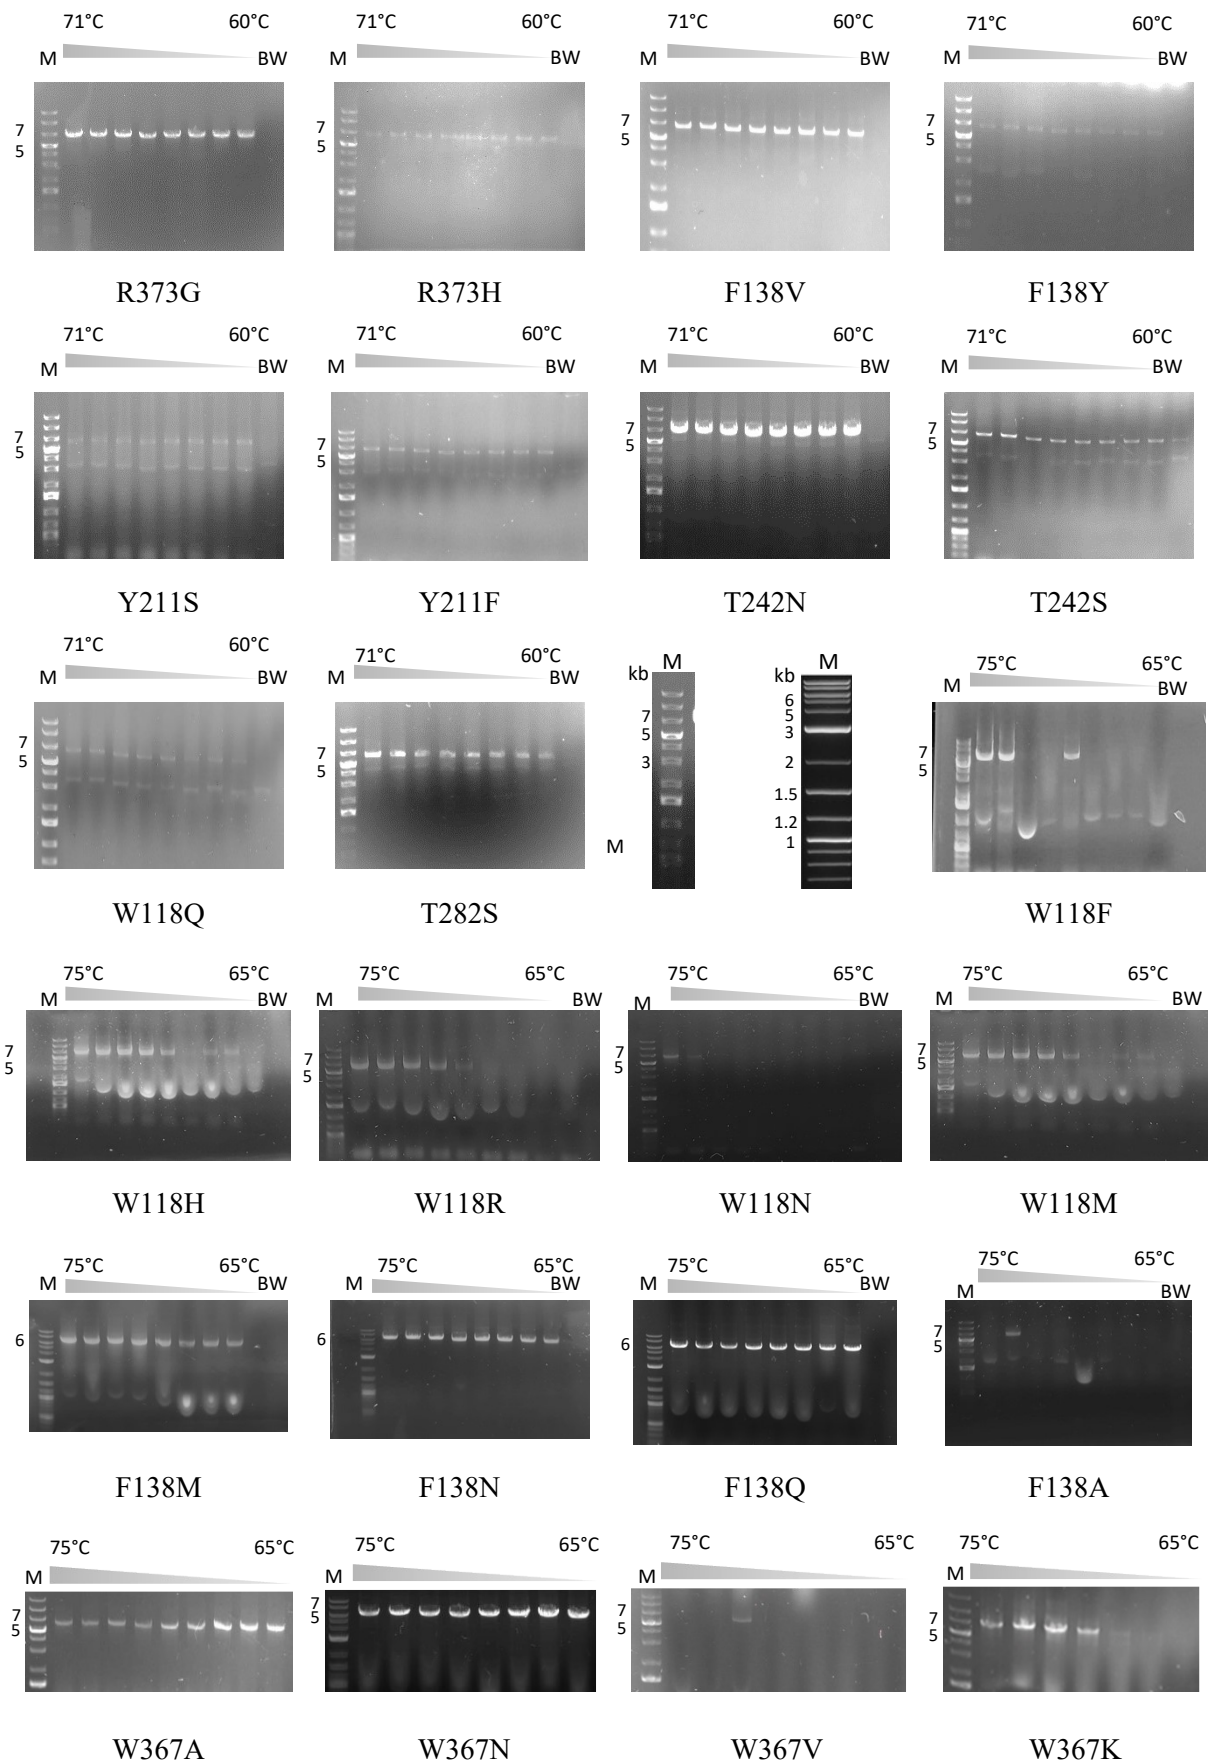 71°C 60°C 71°C 60°C 71°C 60°C 71°C 60°C
M BW M BW M BW M BW
7 7 7 7
5 5 5 5
R373G R373H F138V F138Y
71°C 60°C 71°C 60°C 71°C 60°C 71°C 60°C
M BW M BW M BW M BW
7 7 7 7
5 5 5 5
Y211S Y211F T242N T242S
71°C 60°C 71°C 60°C M M 75°C 65°C
M BW M BW kb kb M BW
7 7 7 6 7
5 5 5 5 5
3 3
2
1.5
1.2
M 1
W118Q T282S W118F
75°C 65°C 75°C 65°C 75°C 65°C 75°C 65°C
M BW M BW M BW M BW
7 7 7 7
5 5 5 5
W118H W118R W118N W118M
75°C 65°C 75°C 65°C 75°C 65°C 75°C 65°C
M BW M BW M BW M BW
6 6 6 7
5
F138M F138N F138Q F138A
75°C 65°C 75°C 65°C 75°C 65°C 75°C 65°C
M M M M
7 7 7 7
5 5 5 5
W367A W367N W367V W367K